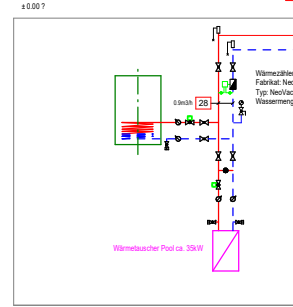 ± 0.00 ?
Wärmezähler
Fabrikat: Neo
Typ: NeoVac
Wassermeng
0.9m3/h
28
Wärmetauscher Pool ca. 35kW